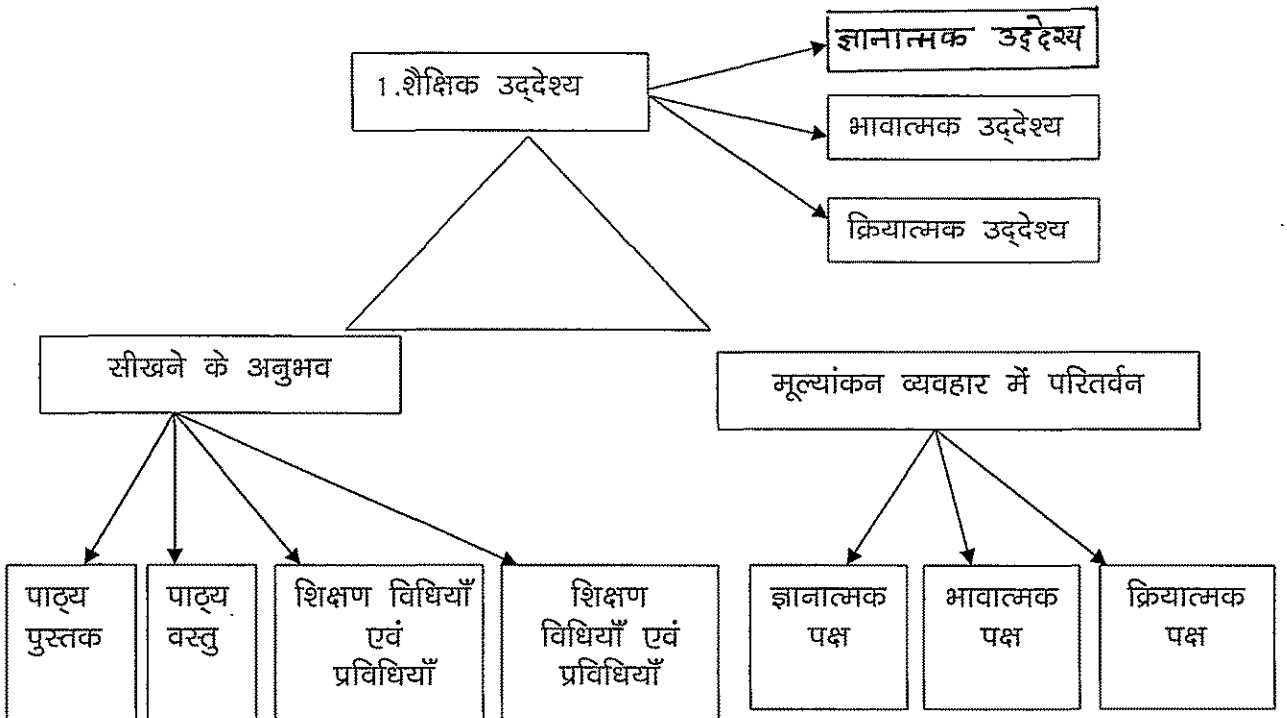 ज्ञानात्मक उद्देश्य
1.शैक्षिक उद्देश्य
भावात्मक उद्देश्य
क्रियात्मक उद्देश्य
सीखने के अनुभव
मूल्यांकन व्यवहार में परितर्वन
पाठ्य
पुस्तक
पाठ्य
वस्तु
शिक्षण विधियाँ
एवं
प्रविधियाँ
शिक्षण
विधियाँ एवं
प्रविधियाँ
ज्ञानात्मक
पक्ष
भावात्मक
पक्ष
क्रियात्मक
पक्ष